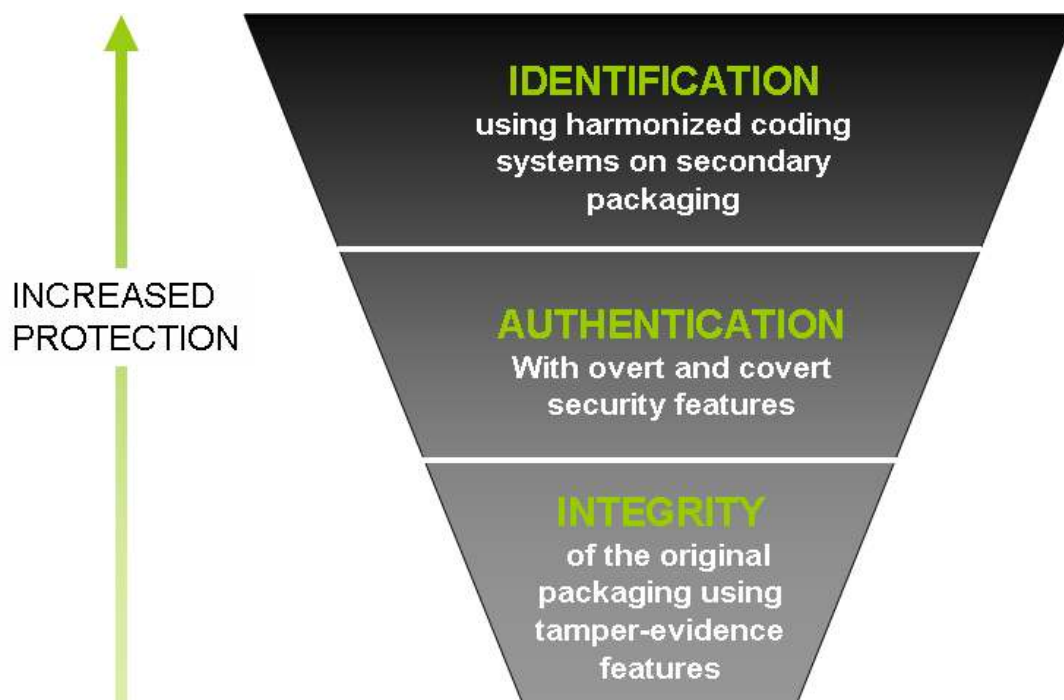 INCREASED
PROTECTION
IDENTIFICATION
using harmonized coding
systems on secondary
packaging
AUTHENTICATION
With overt and covert
security features
INTEGRITY
of the original
packaging using
tamper-evidence
features